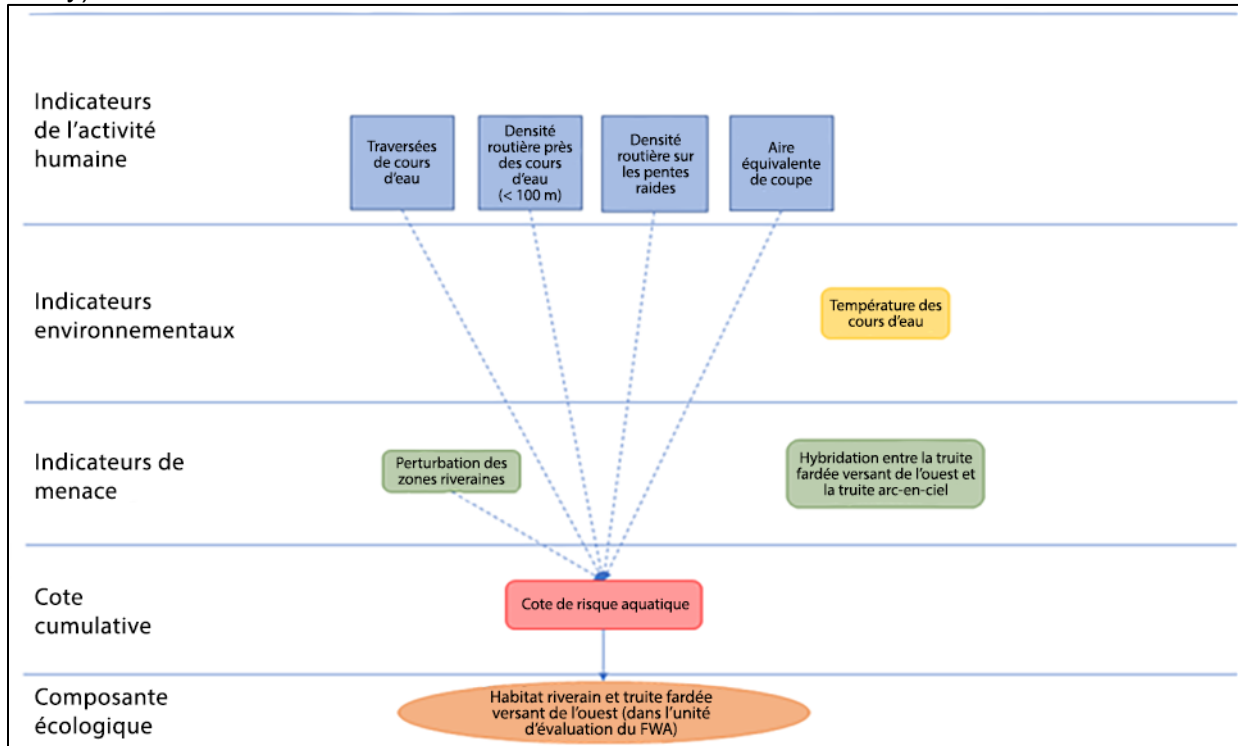 Indicateurs
de l'activité
humaine
Traversées
de cours
d'eau
Densité
routière près
des cours
d'eau
(< 100 m)
Densité
routière sur
les pentes
raides
Aire
équivalente
de coupe
Indicateurs
environnementaux
Température des
cours d'eau
Indicateurs de
menace
Perturbation des
zones riveraines
Hybridation entre la truite
fardée versant de l'ouest et
la truite arc-en-ciel
Cote
cumulative
Cote de risque aquatique
Composante
écologique
Habitat riverain et truite fardée
versant de l'ouest (dans l'unité
d'évaluation du FWA)